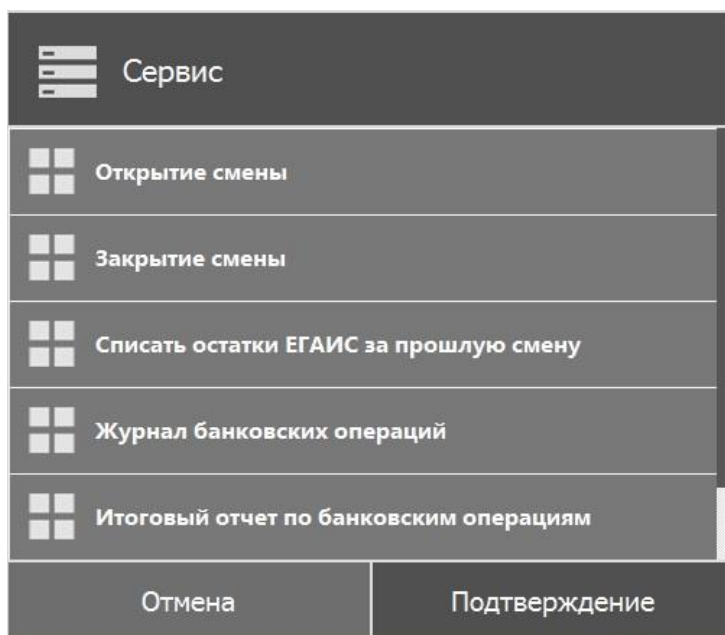 Сервис
Открытие смены
Закрытие смены
Списать остатки ЕГАИС за прошлую смену
Журнал банковских операций
Итоговый отчет по банковским операциям
Отмена
Подтверждение